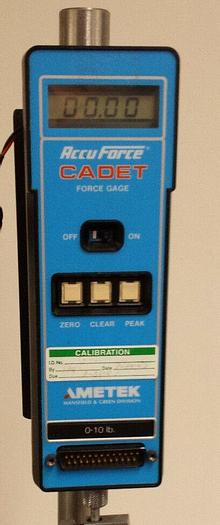 00.00
ACCUFORCE®
CADET
FORCE GAGE
OFF ON
ZERO CLEAR PEAK
CALIBRATION
I.D. No.
By Date
Due
AMETEK
MANSFIELD & GREEN DIVISION
0-10 lb.